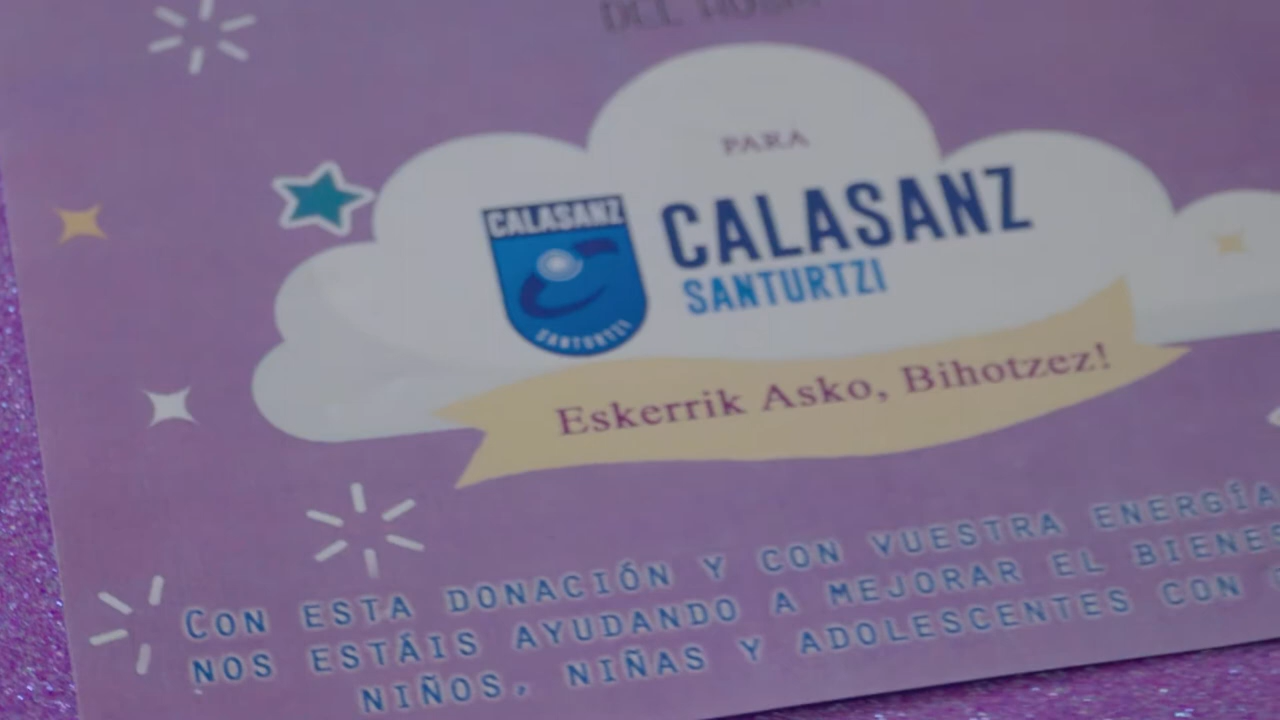 PARA
CALASANZ
SANTURTZI
CALASANZ
SANTURTZI
Eskerrik Asko, Bihotzez!
CON ESTA DONACIÓN Y CON VUESTRA ENERGÍA
NOS ESTÁIS AYUDANDO A MEJORAR EL
NIÑOS, NIÑAS Y ADOLESCENTES CON